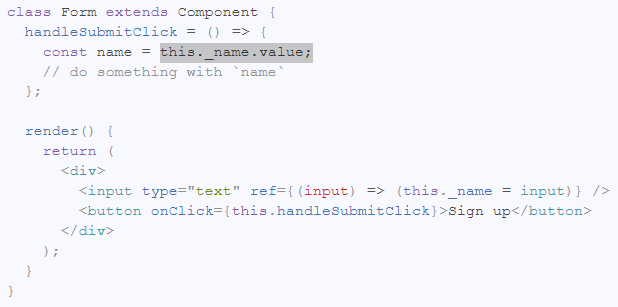 class Form extends Component {
  handleSubmitClick = () => {
    const name = this._name.value;
    // do something with `name`
  };

  render() {
    return (
      <div>
        <input type="text" ref={(input) => (this._name = input)} />
        <button onClick={this.handleSubmitClick}>Sign up</button>
      </div>
    );
  }
}